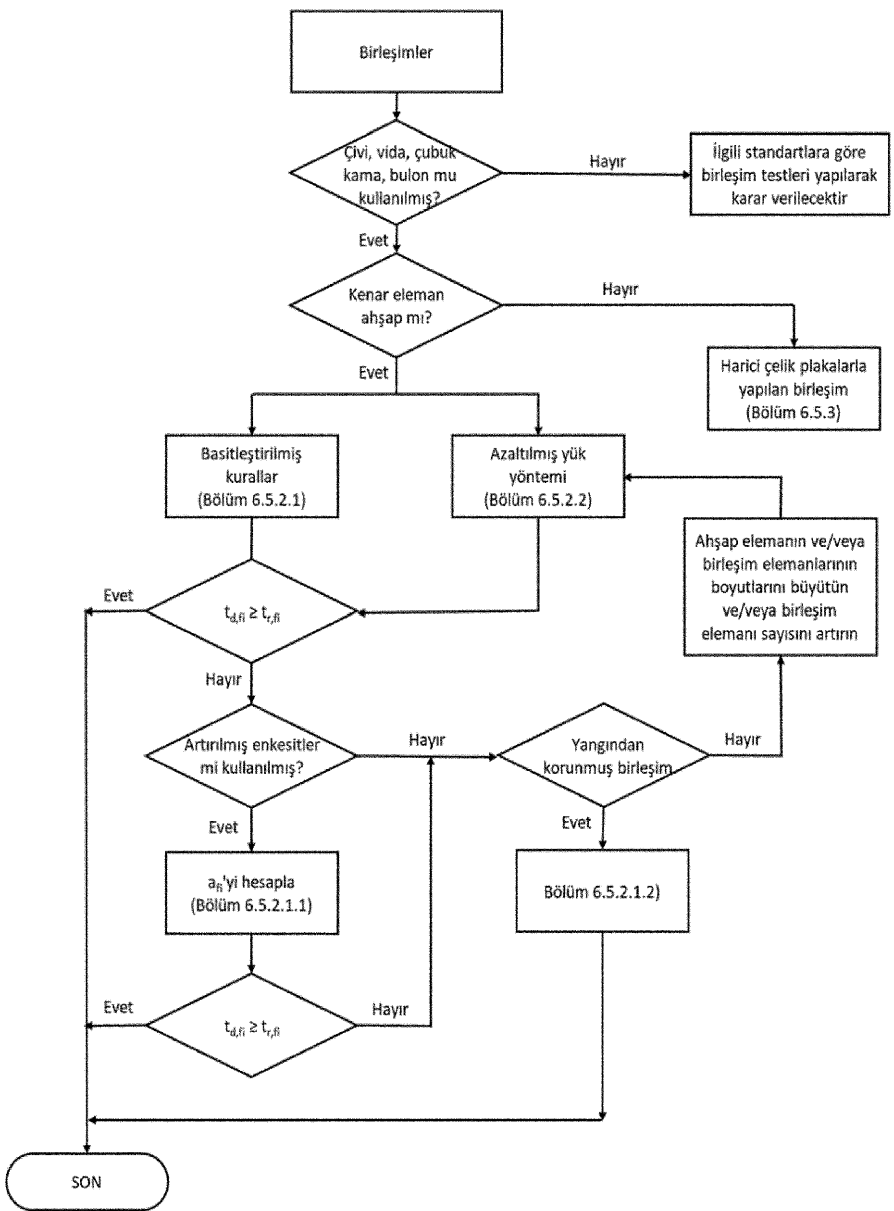 Birleşimler
Çivi, vida, çubuk
kama, bulon mu
kullanılmış?
Hayır
İlgili standartlara göre
birleşim testleri yapılarak
karar verilecektir
Evet
Kenar eleman
ahşap mı?
Hayır
Harici çelik plakalarla
yapılan birleşim
(Bölüm 6.5.3)
Evet
Basitleştirilmiş
kurallar
(Bölüm 6.5.2.1)
Azaltılmış yük
yöntemi
(Bölüm 6.5.2.2)
Ahşap elemanın ve/veya
birleşim elemanlarının
boyutlarını büyütün
ve/veya birleşim
elemanı sayısını artırın
Evet
t_d,fi ≥ t_r,fi
Hayır
Artırılmış enkesitler
mi kullanılmış?
Hayır
Yangından
korunmuş birleşim
Hayır
Evet
Evet
a_fi'yi hesapla
(Bölüm 6.5.2.1.1)
Bölüm 6.5.2.1.2)
Evet
t_d,fi ≥ t_r,fi
Hayır
SON